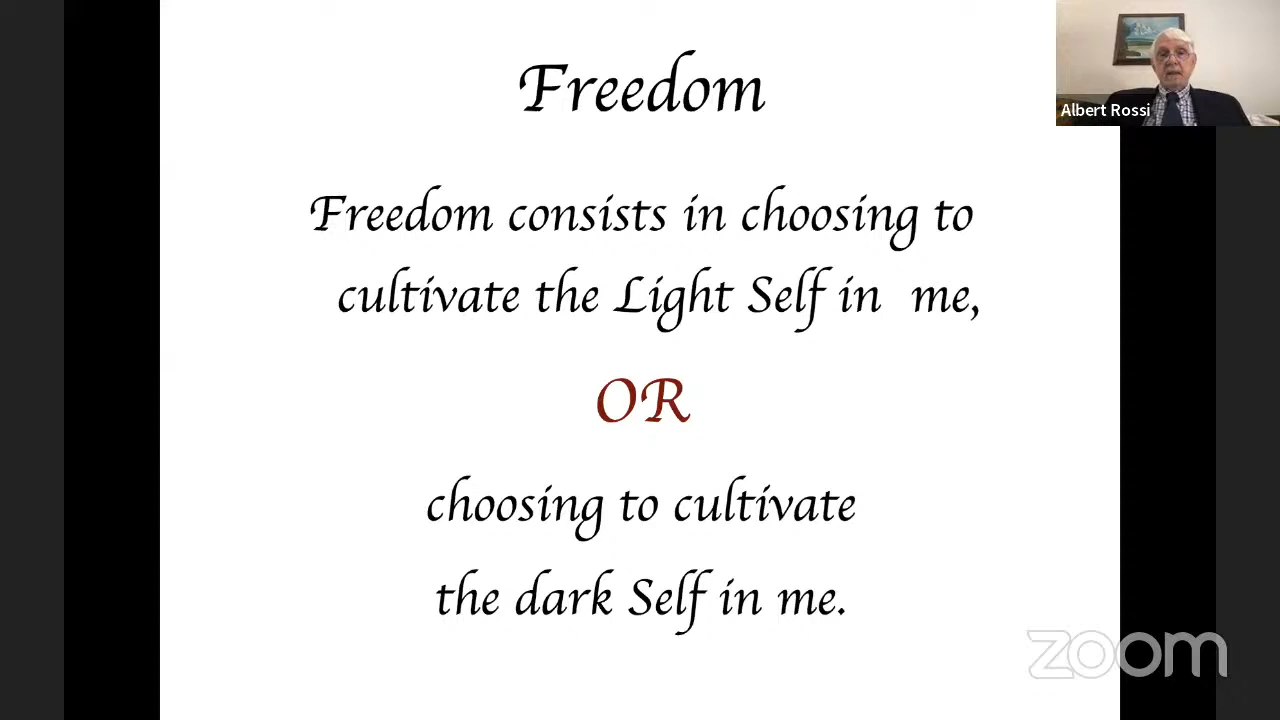 Freedom
Albert Rossi
Freedom consists in choosing to
cultivate the Light Self in me,
OR
choosing to cultivate
the dark Self in me.
zoom